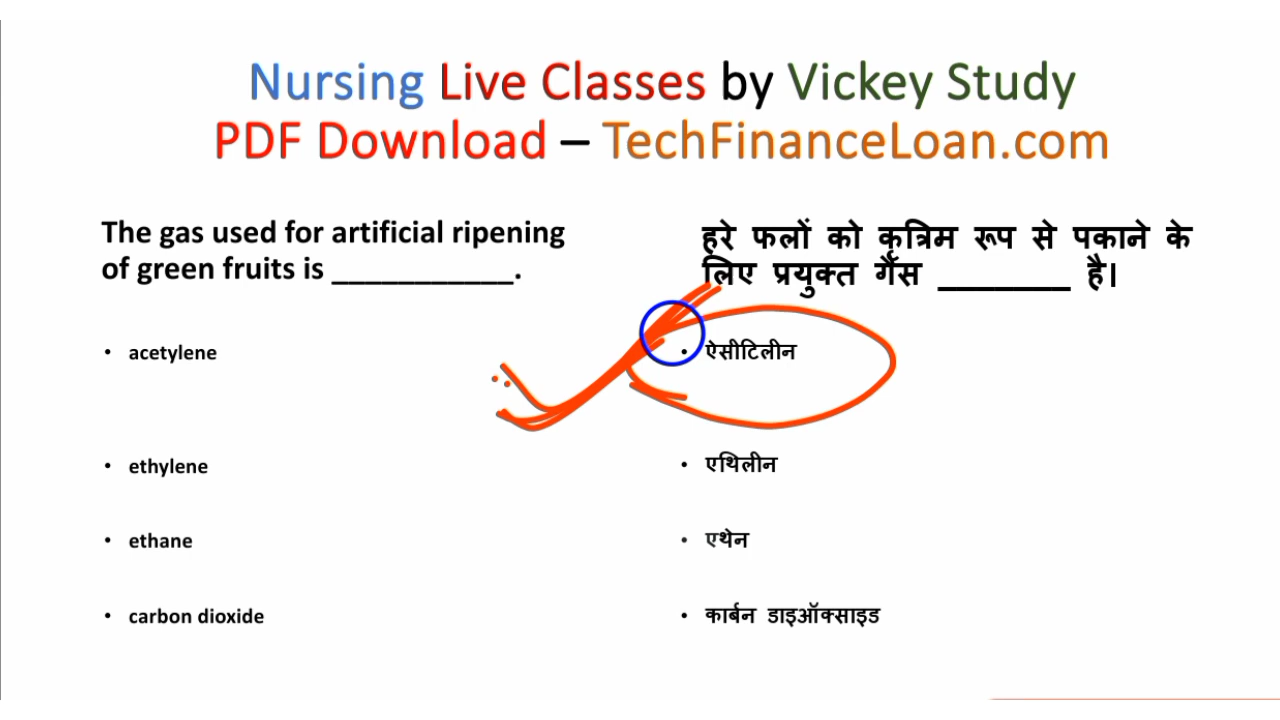 Nursing Live Classes by Vickey Study
PDF Download – TechFinanceLoan.com
The gas used for artificial ripening
of green fruits is ___________.
• acetylene
• ethylene
• ethane
• carbon dioxide
हरे फलों को कृत्रिम रूप से पकाने के
लिए प्रयुक्त गैस ________ है।
• ऐसीटिलीन
• एथिलीन
• एथेन
• कार्बन डाइऑक्साइड